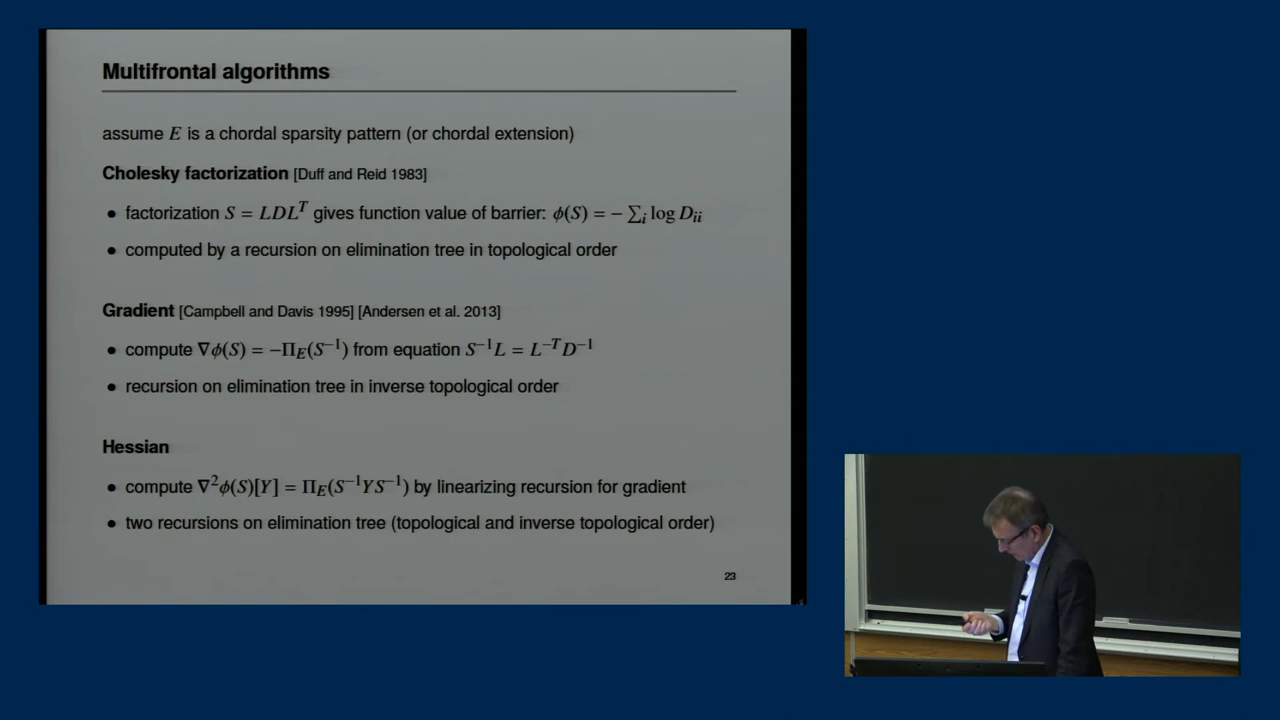 Multifrontal algorithms
assume E is a chordal sparsity pattern (or chordal extension)
Cholesky factorization [Duff and Reid 1983]
• factorization S = LDL^T gives function value of barrier: ϕ(S) = − ∑_i log D_ii
• computed by a recursion on elimination tree in topological order
Gradient [Campbell and Davis 1995] [Andersen et al. 2013]
• compute ∇ϕ(S) = −Π_E(S^−1) from equation S^−1 L = L^−T D^−1
• recursion on elimination tree in inverse topological order
Hessian
• compute ∇^2ϕ(S)[Y] = Π_E(S^−1 Y S^−1) by linearizing recursion for gradient
• two recursions on elimination tree (topological and inverse topological order)
23